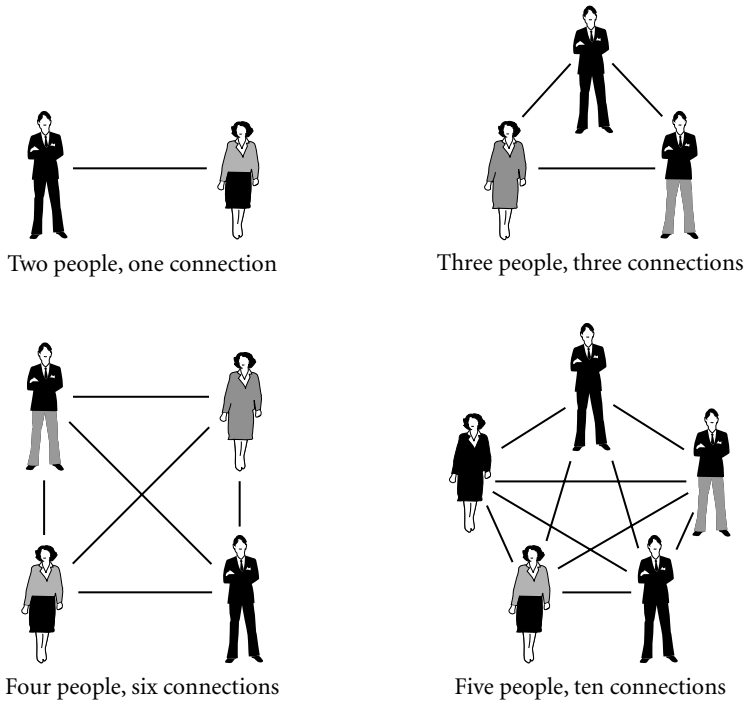 Two people, one connection
Three people, three connections
Four people, six connections
Five people, ten connections